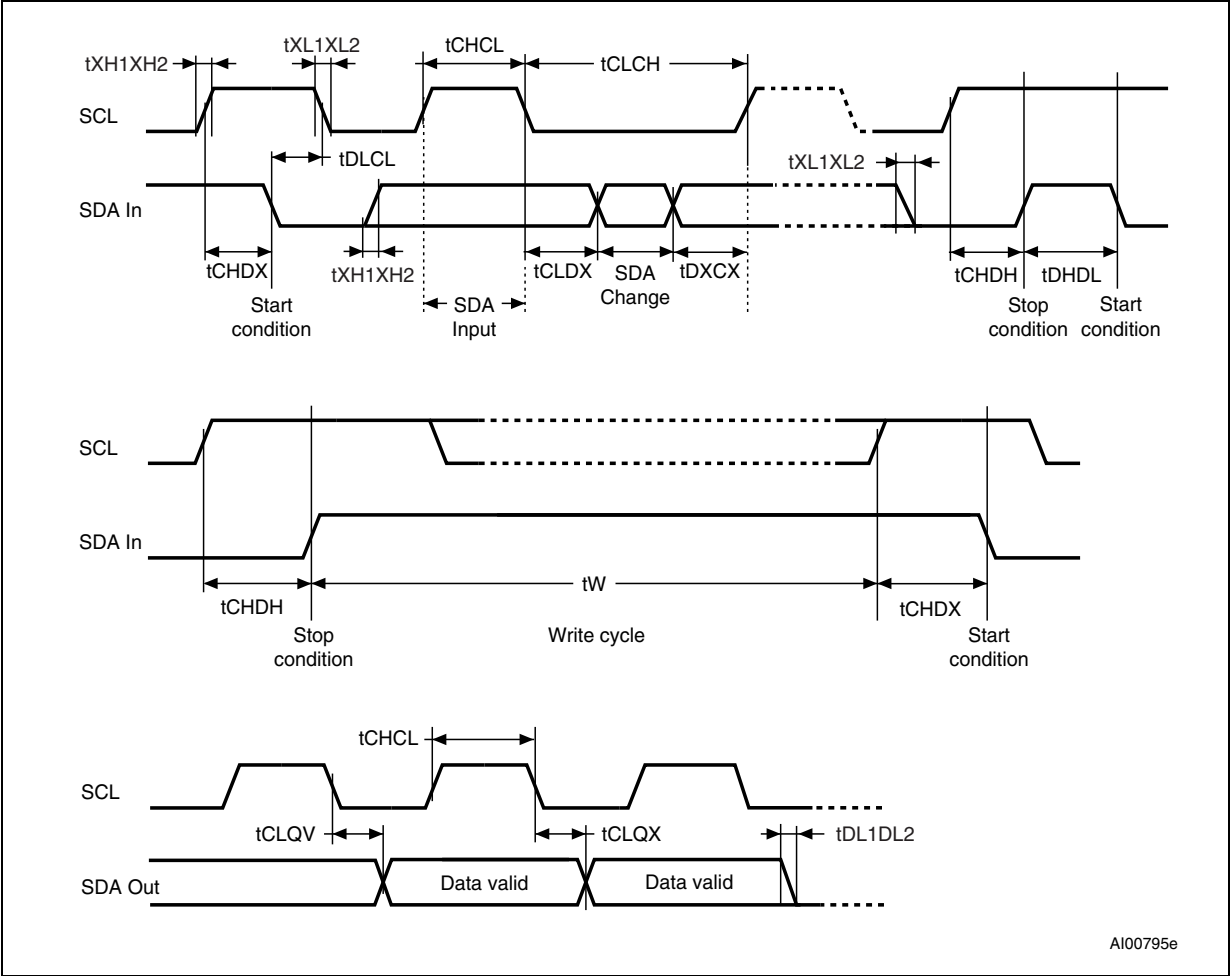 tXL1XL2
tCHCL
tXH1XH2
tCLCH
SCL
tDLCL
tXL1XL2
SDA In
tCHDX
tXH1XH2
tCLDX
SDA
Change
tDXCX
tCHDH
tDHDL
Start
condition
SDA
Input
Stop
condition
Start
condition
SCL
SDA In
tCHDH
tW
tCHDX
Stop
condition
Write cycle
Start
condition
tCHCL
SCL
tCLQV
tCLQX
tDL1DL2
SDA Out
Data valid
Data valid
AI00795e